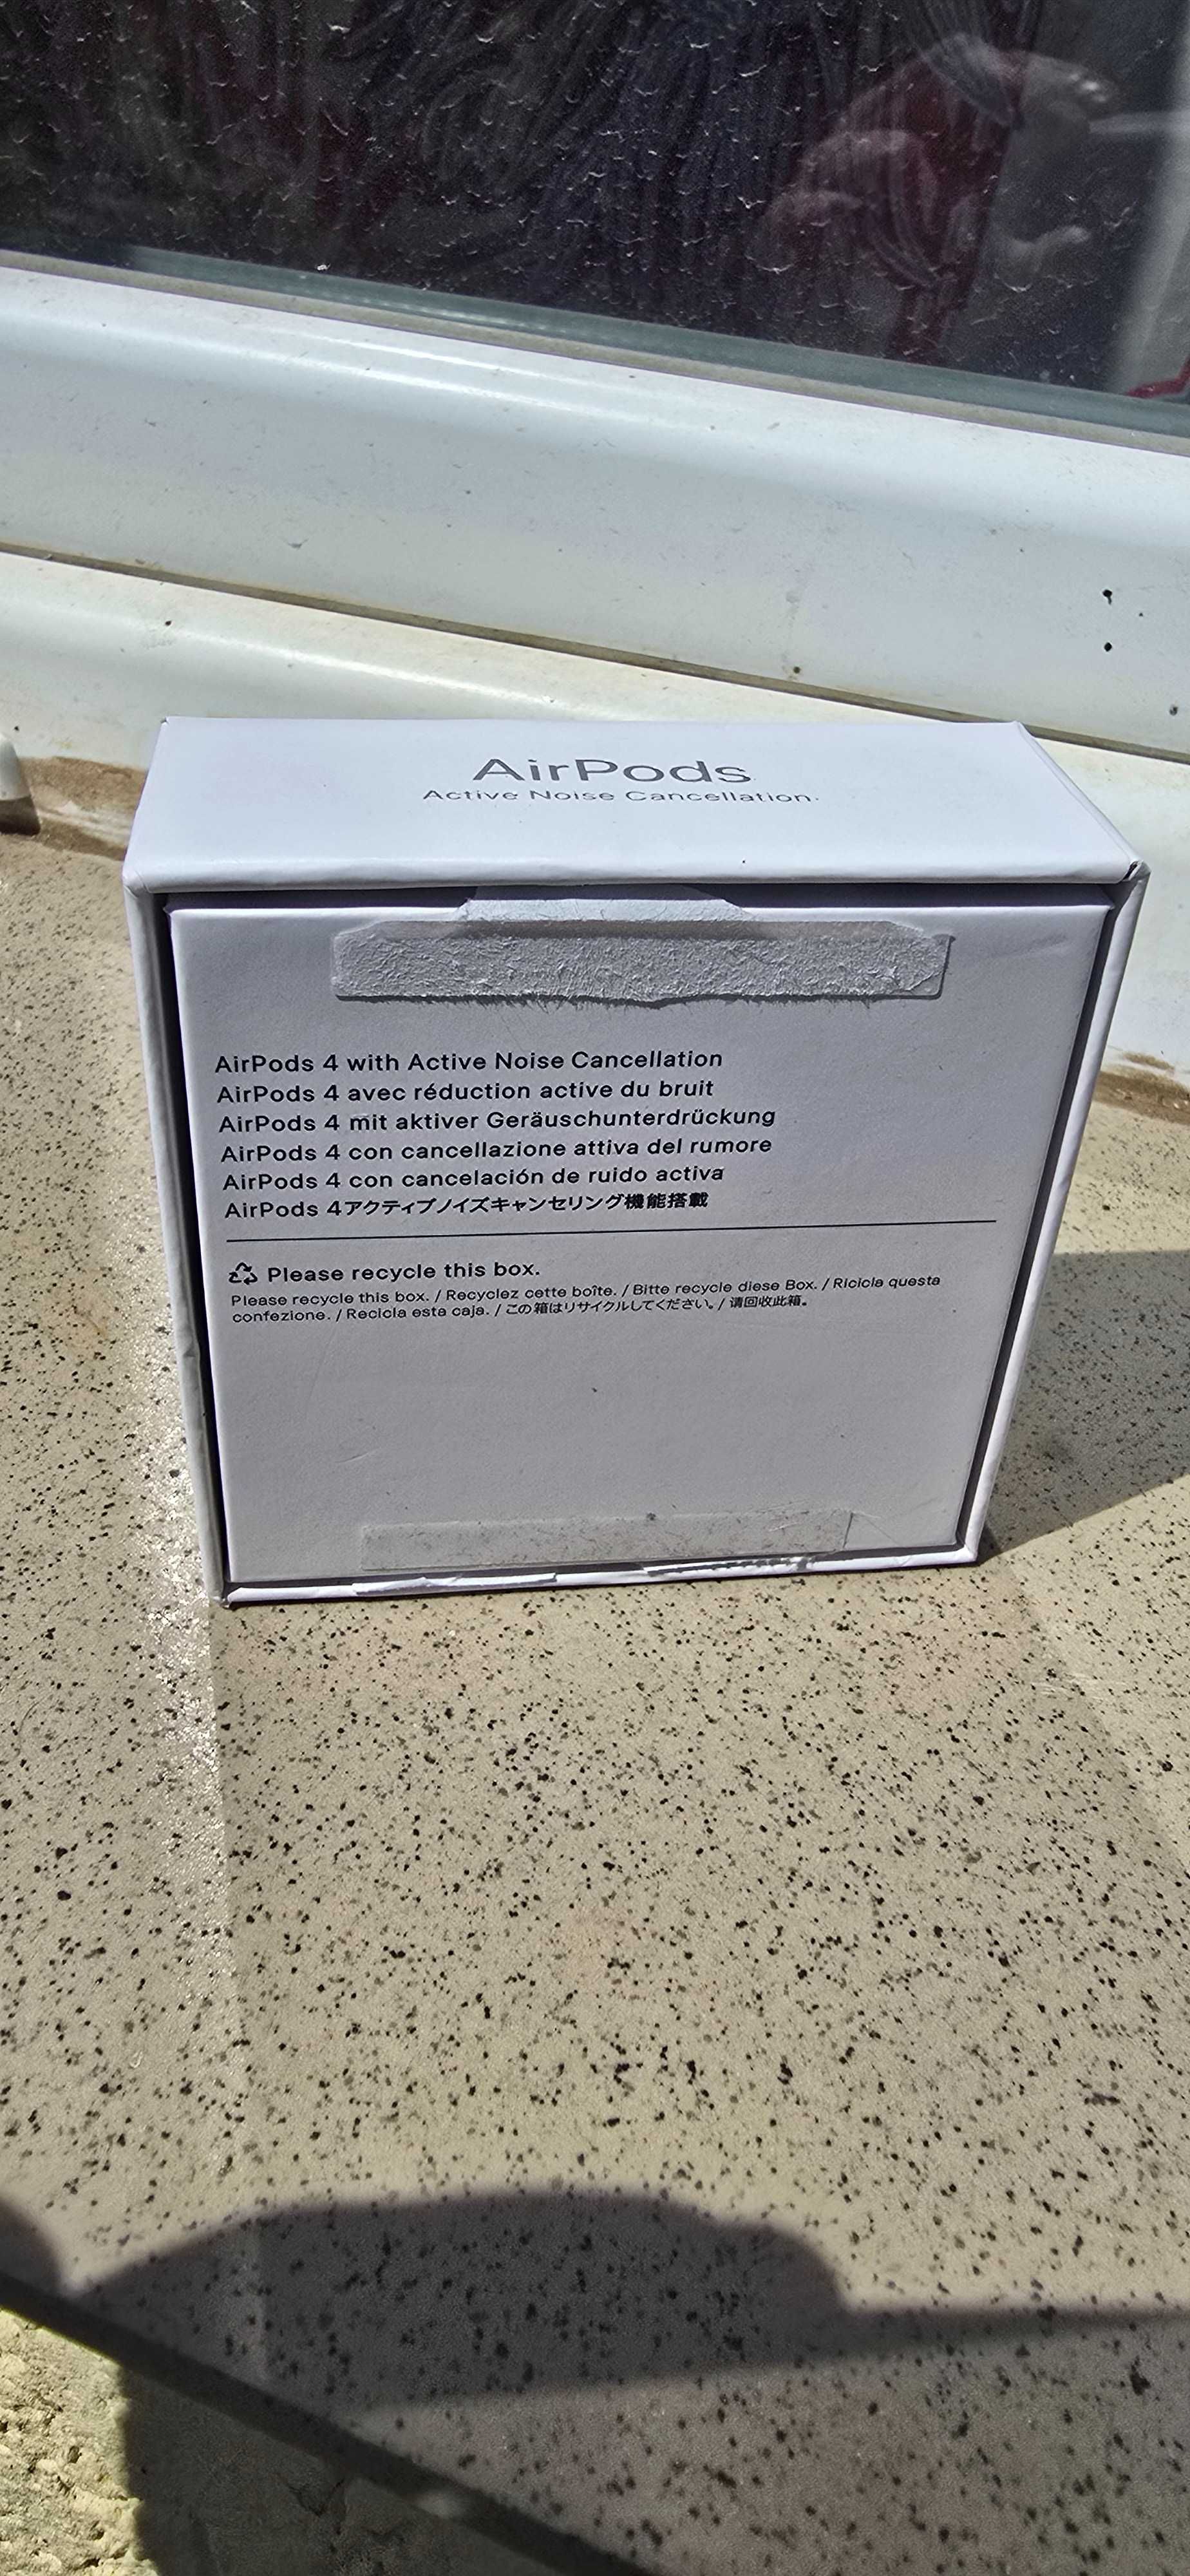 AirPods
Active Noise Cancellation
AirPods 4 with Active Noise Cancellation
AirPods 4 avec réduction active du bruit
AirPods 4 mit aktiver Geräuschunterdrückung
AirPods 4 con cancellazione attiva del rumore
AirPods 4 con cancelación de ruido activa
AirPods 4アクティブノイズキャンセリング機能搭載
Please recycle this box.
Please recycle this box. / Recyclez cette boîte. / Bitte recycle diese Box. / Ricicla questa
confezione. / Recicla esta caja. / この箱はリサイクルしてください。/ 请回收此箱。